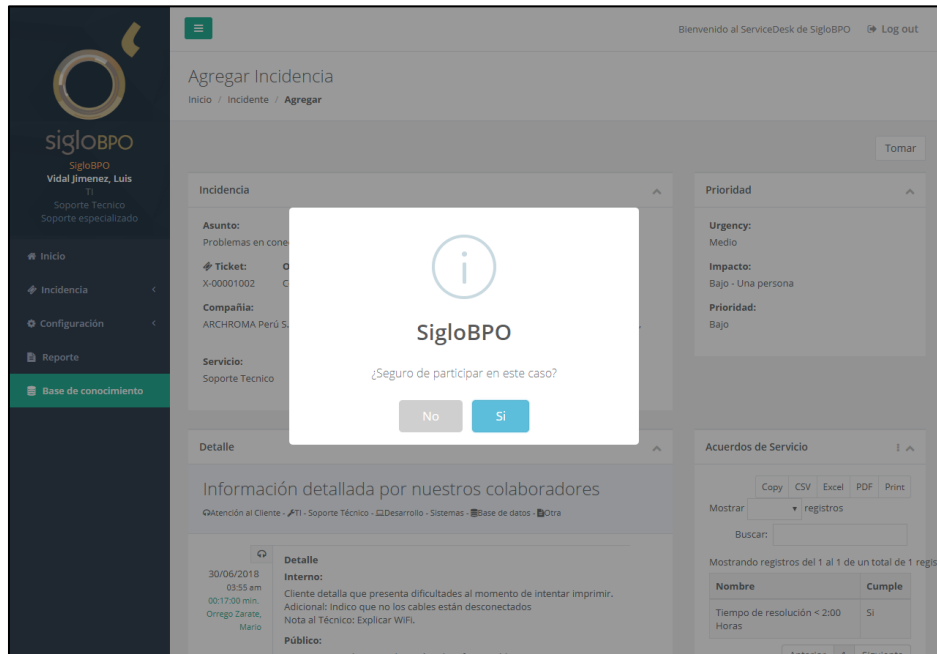 Bienvenido al ServiceDesk de SigloBPO
Log out
sigloBPO
SigloBPO
Vidal Jimenez, Luis
TI
Soporte Tecnico
Soporte especializado
Inicio
Incidencia
Configuración
Reporte
Base de conocimiento
Agregar Incidencia
Inicio / Incidente / Agregar
Tomar
Incidencia
Asunto:
Problemas en
Ticket:
X-00001002
Compañia:
ARCHROMA Perú
Servicio:
Soporte Tecnico
SigloBPO
¿Seguro de participar en este caso?
No
Si
Prioridad
Urgency:
Medio
Impacto:
Bajo - Una persona
Prioridad:
Bajo
Detalle
Información detallada por nuestros colaboradores
Atención al Cliente - TI - Soporte Técnico - Desarrollo - Sistemas - Base de datos - Otra
30/06/2018
03:55 am
00:17:00 min.
Orrego Zarate,
Mario
Detalle
Interno:
Cliente detalla que presenta dificultades al momento de intentar imprimir.
Adicional: Indico que no los cables están desconectados
Nota al Técnico: Explicar WIFI.
Público:
Acuerdos de Servicio
Copy CSV Excel PDF Print
Mostrar registros
Buscar:
Mostrando registros del 1 al 1 de un total de 1
Nombre Cumple
Tiempo de resolución < 2:00 Si
Horas
Anterior 1 Siguiente